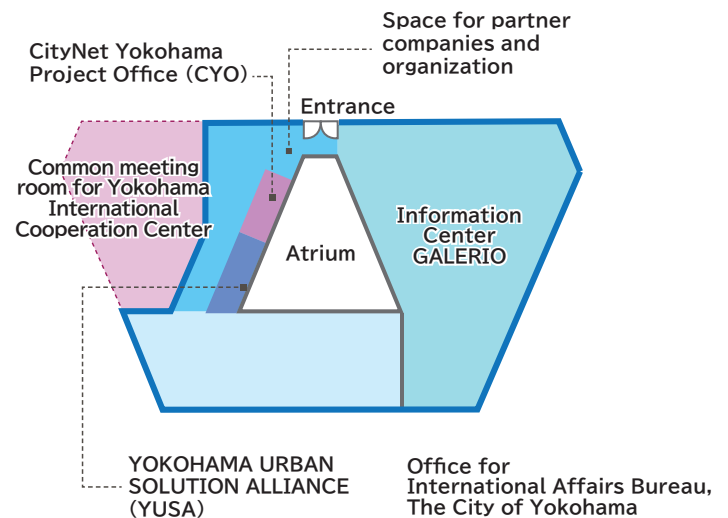 Space for partner
companies and
organization
CityNet Yokohama
Project Office (CYO)
Entrance
Common meeting
room for Yokohama
International
Cooperation Center
Information
Center
GALERIO
Atrium
YOKOHAMA URBAN
SOLUTION ALLIANCE
(YUSA)
Office for
International Affairs Bureau,
The City of Yokohama